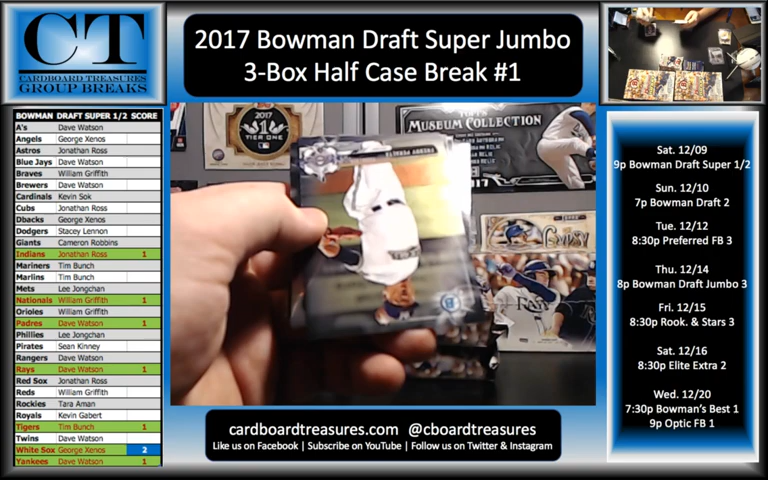 CT
CARDBOARD TREASURES
GROUP BREAKS
2017 Bowman Draft Super Jumbo
3-Box Half Case Break #1
BOWMAN DRAFT SUPER 1/2 SCORE
A's Dave Watson
Angels George Xenos
Astros Jonathan Ross
Blue Jays Dave Watson
Braves William Griffith
Brewers Dave Watson
Cardinals Kevin Sok
Cubs Jonathan Ross
Dbacks George Xenos
Dodgers Stacey Lennon
Giants Cameron Robbins
Indians Jonathan Ross 1
Mariners Tim Bunch
Marlins Tim Bunch
Mets Lee Jongchan
Nationals William Griffith 1
Orioles William Griffith
Padres Dave Watson 1
Phillies Lee Jongchan
Pirates Sean Kinney
Rangers Dave Watson
Rays Dave Watson 1
Red Sox Jonathan Ross
Reds William Griffith
Rockies Tara Aman
Royals Kevin Gabert
Tigers Tim Bunch 1
Twins Dave Watson
White Sox George Xenos 2
Yankees Dave Watson 1
2017
1
TIER ONE
MUSEUM COLLECTION
GYPSY
RAYS
Sat. 12/09
9p Bowman Draft Super 1/2
Sun. 12/10
7p Bowman Draft 2
Tue. 12/12
8:30p Preferred FB 3
Thu. 12/14
8p Bowman Draft Jumbo 3
Fri. 12/15
8:30p Rook. & Stars 3
Sat. 12/16
8:30p Elite Extra 2
Wed. 12/20
7:30p Bowman's Best 1
9p Optic FB 1
cardboardtreasures.com @cboardtreasures
Like us on Facebook | Subscribe on YouTube | Follow us on Twitter & Instagram